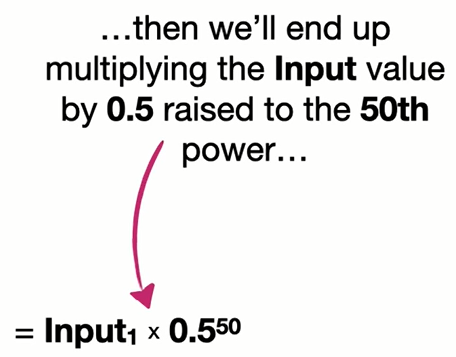 ...then we'll end up
multiplying the Input value
by 0.5 raised to the 50th
power...
= Input₁ x 0.5⁵⁰